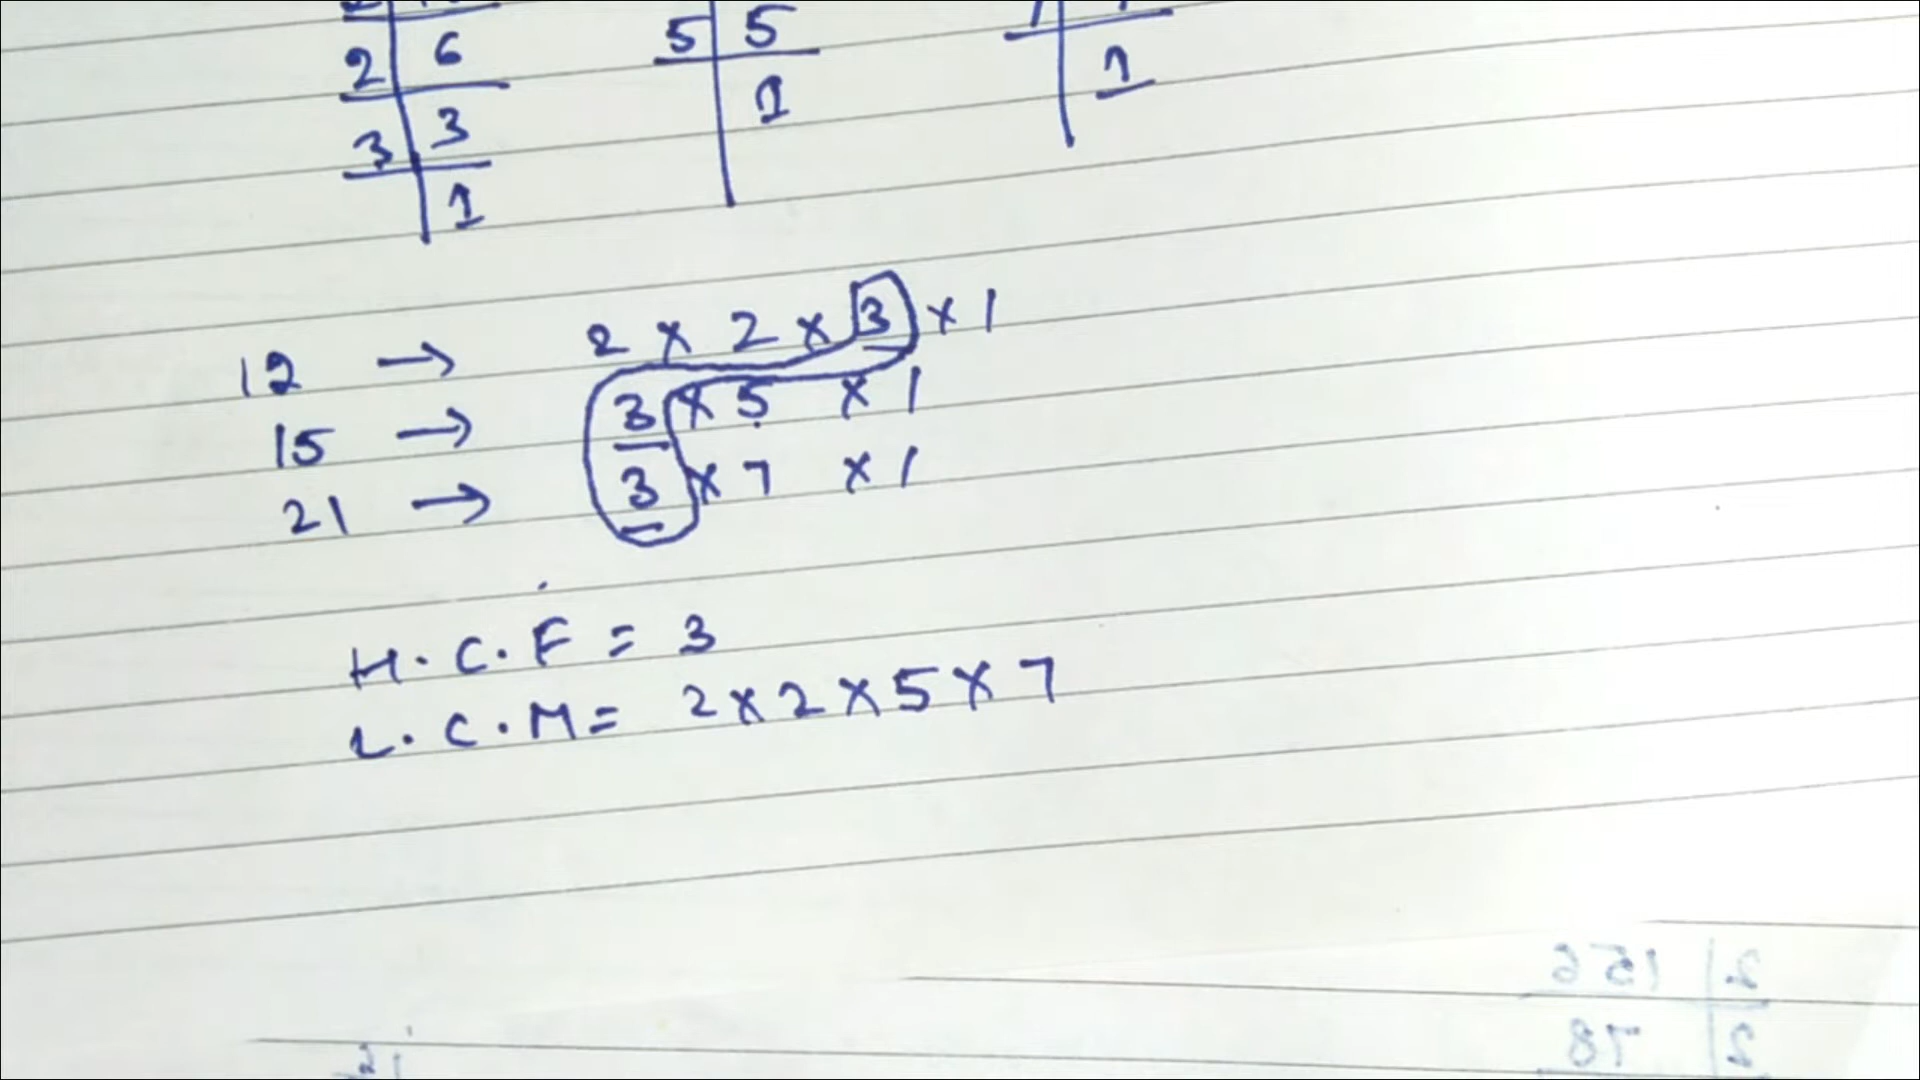 2 | 6
5 | 5
1
3 | 3
1
1
12 → 2 × 2 × 3 × 1
15 → 3 × 5 × 1
21 → 3 × 7 × 1
H.C.F = 3
L.C.M = 2×2×5×7